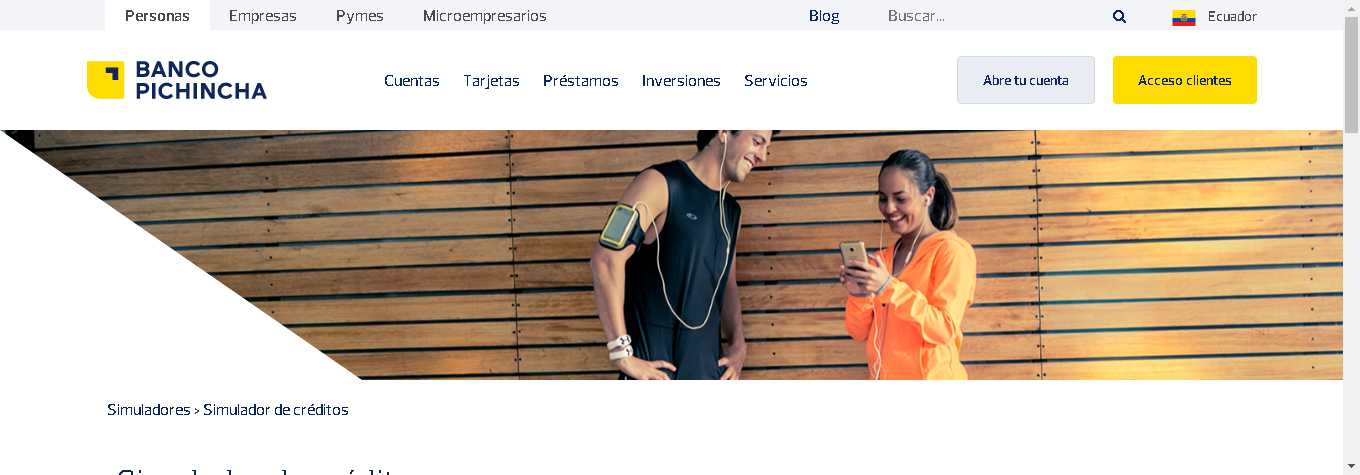 Personas Empresas Pymes Microempresarios Blog Buscar... Ecuador
BANCO
PICHINCHA
Cuentas Tarjetas Préstamos Inversiones Servicios Abre tu cuenta Acceso clientes
Simuladores > Simulador de créditos